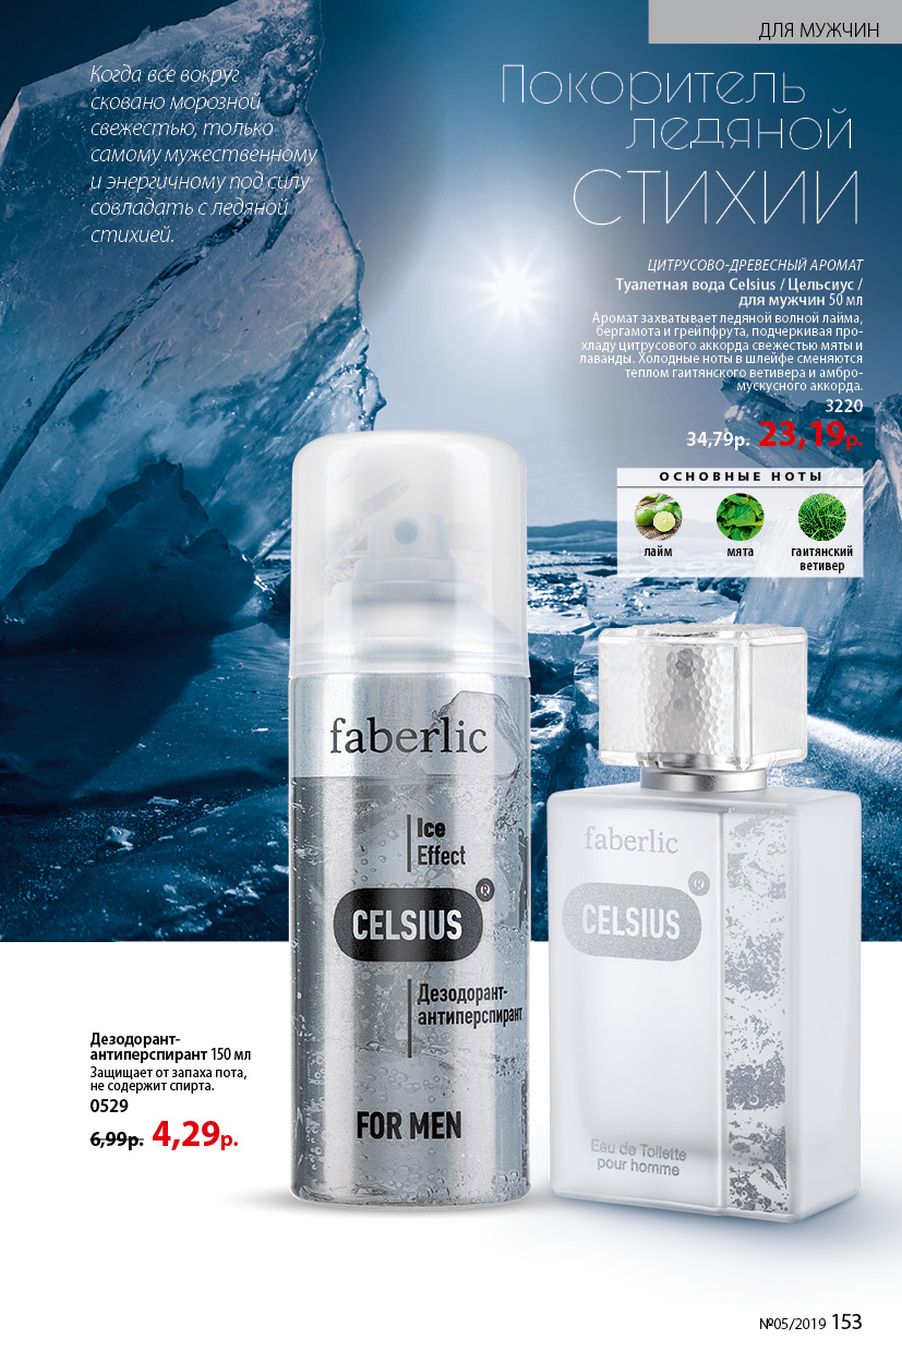 ДЛЯ МУЖЧИН
Когда все вокруг
сковано морозной
свежестью, только
самому мужественному
и энергичному под силу
совладать с ледяной
стихией.
Покоритель
ледяной
СТИХИИ
ЦИТРУСОВО-ДРЕВЕСНЫЙ АРОМАТ
Туалетная вода Celsius / Цельсиус /
для мужчин 50 мл
Аромат захватывает ледяной волной лайма,
бергамота и грейпфрута, подчеркивая про-
хладу цитрусового аккорда свежестью мяты и
лаванды. Холодные ноты в шлейфе сменяются
теплом гаитянского ветивера и амбро-
мускусного аккорда.
3220
34,79р. 23,19р.
ОСНОВНЫЕ НОТЫ
лайм мята гаитянский
ветивер
faberlic
Ice
Effect
CELSIUS ®
Дезодорант-
антиперспирант
FOR MEN
faberlic
CELSIUS ®
Eau de Toilette
pour homme
Дезодорант-
антиперспирант 150 мл
Защищает от запаха пота,
не содержит спирта.
0529
6,99р. 4,29р.
№05/2019 153